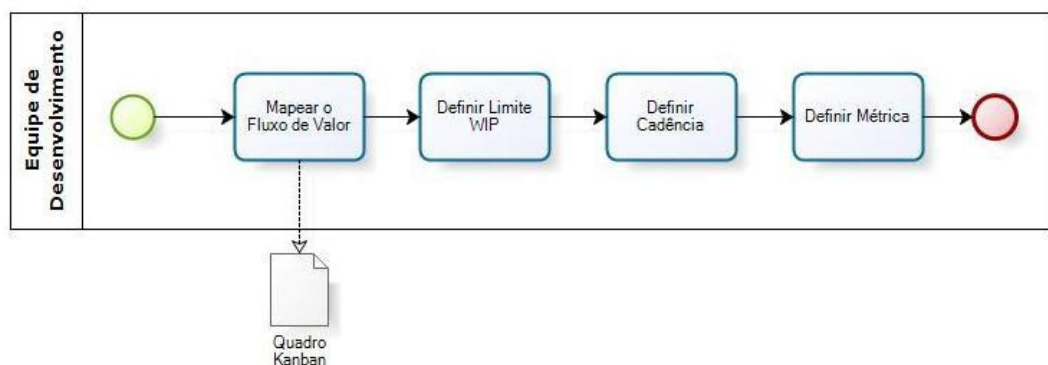 Equipe de
Desenvolvimento
Mapear o
Fluxo de Valor
Definir Limite
WIP
Definir
Cadência
Definir Métrica
Quadro
Kanban